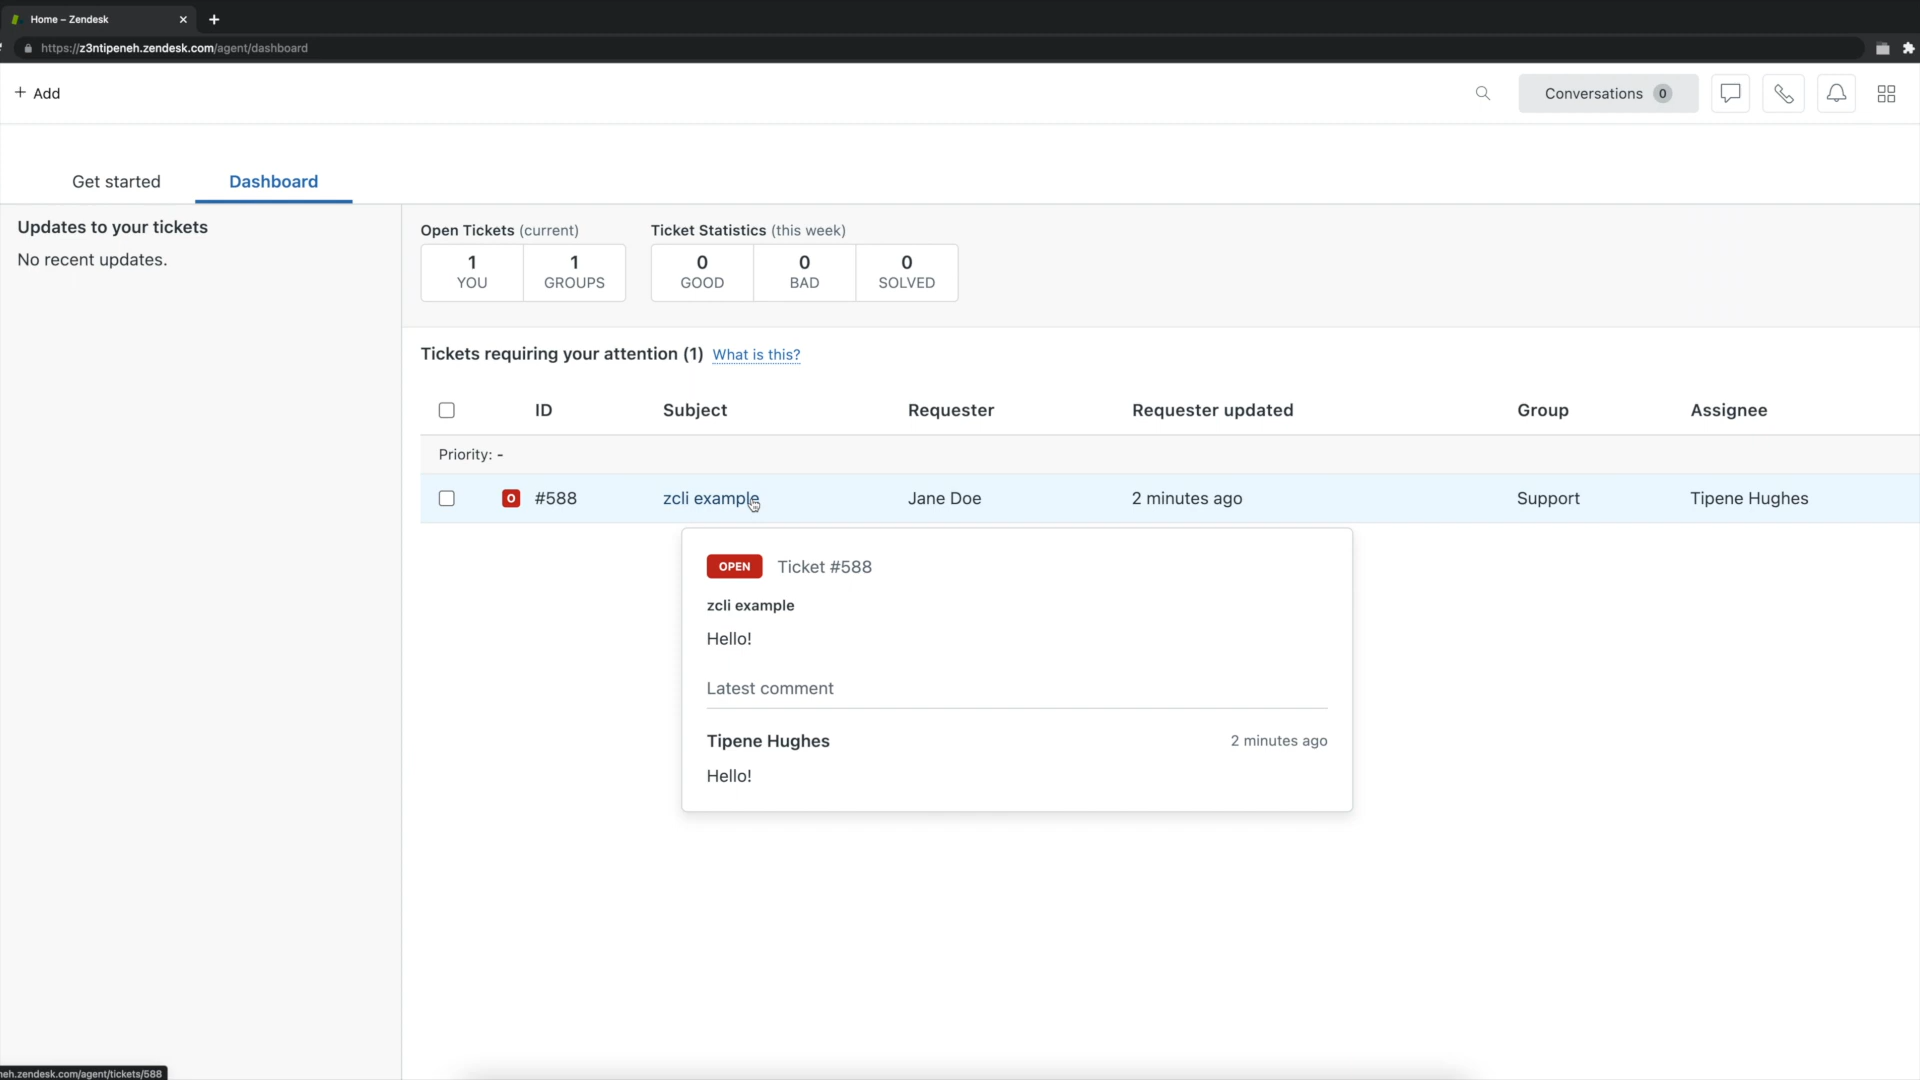 Home – Zendesk
https://z3ntipeneh.zendesk.com/agent/dashboard
+ Add
Conversations 0
Get started
Dashboard
Updates to your tickets
No recent updates.
Open Tickets (current)
Ticket Statistics (this week)
1 1 0 0 0
YOU GROUPS GOOD BAD SOLVED
Tickets requiring your attention (1) What is this?
ID Subject Requester Requester updated Group Assignee
Priority: -
O #588 zcli example Jane Doe 2 minutes ago Support Tipene Hughes
OPEN Ticket #588
zcli example
Hello!
Latest comment
Tipene Hughes 2 minutes ago
Hello!
neh.zendesk.com/agent/tickets/588